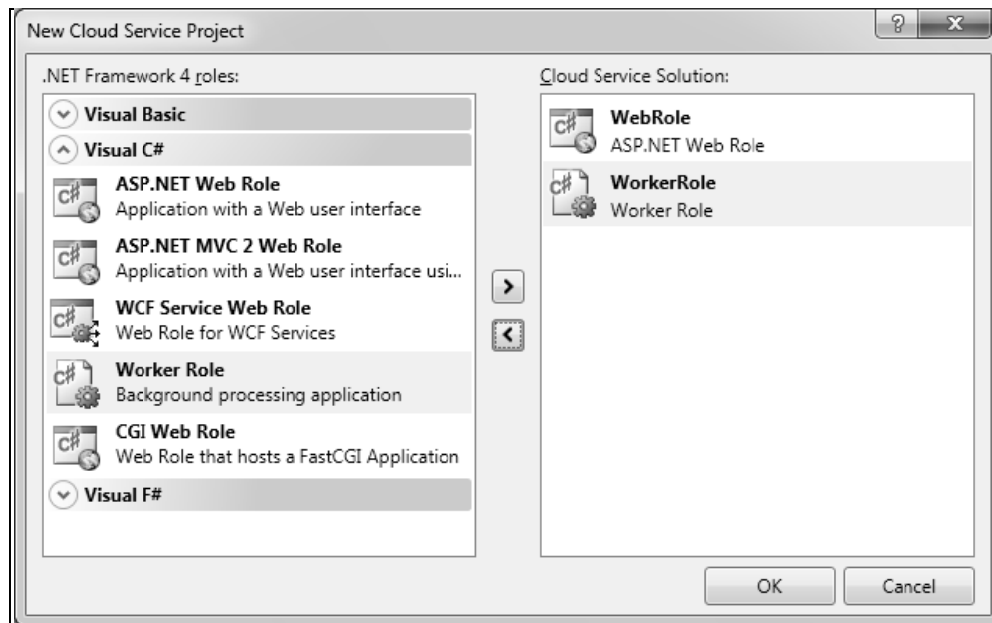 New Cloud Service Project
?
X
.NET Framework 4 roles:
Visual Basic
Visual C#
C#
ASP.NET Web Role
Application with a Web user interface
C#
ASP.NET MVC 2 Web Role
Application with a Web user interface usi...
C#
WCF Service Web Role
Web Role for WCF Services
C#
Worker Role
Background processing application
C#
CGI Web Role
Web Role that hosts a FastCGI Application
Visual F#
>
<
Cloud Service Solution:
C#
WebRole
ASP.NET Web Role
C#
WorkerRole
Worker Role
OK
Cancel